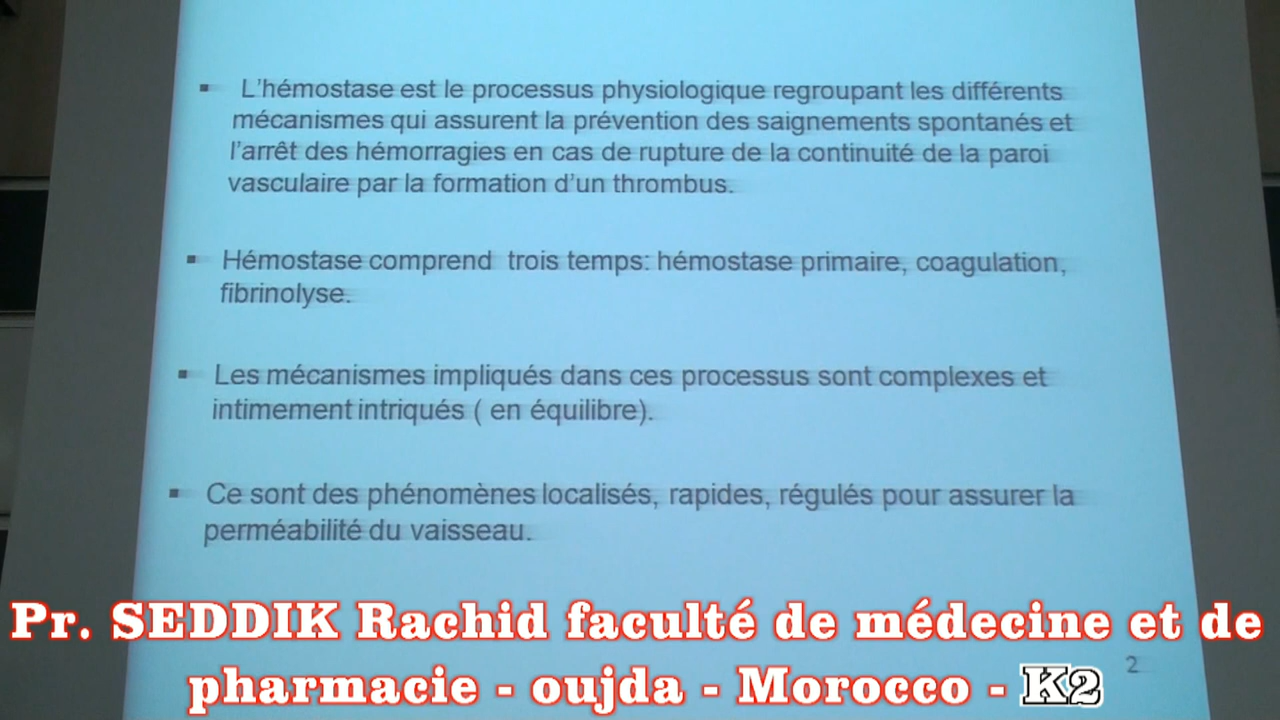 ▪ L'hémostase est le processus physiologique regroupant les différents
mécanismes qui assurent la prévention des saignements spontanés et
l'arrêt des hémorragies en cas de rupture de la continuité de la paroi
vasculaire par la formation d'un thrombus.
▪ Hémostase comprend trois temps: hémostase primaire, coagulation,
fibrinolyse.
▪ Les mécanismes impliqués dans ces processus sont complexes et
intimement intriqués ( en équilibre).
▪ Ce sont des phénomènes localisés, rapides, régulés pour assurer la
perméabilité du vaisseau.
Pr. SEDDIK Rachid faculté de médecine et de
pharmacie - oujda - Morocco - K2
2